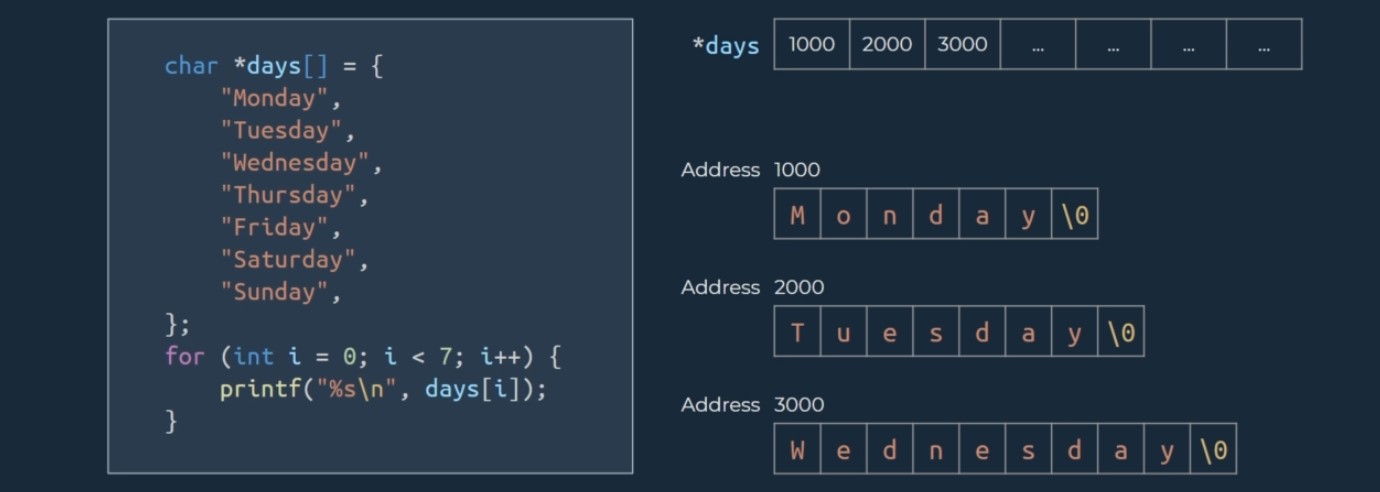 char *days[] = {
    "Monday",
    "Tuesday",
    "Wednesday",
    "Thursday",
    "Friday",
    "Saturday",
    "Sunday",
};
for (int i = 0; i < 7; i++) {
    printf("%s\n", days[i]);
}
*days 1000 2000 3000 ... ... ... ...
Address 1000
M o n d a y \0
Address 2000
T u e s d a y \0
Address 3000
W e d n e s d a y \0